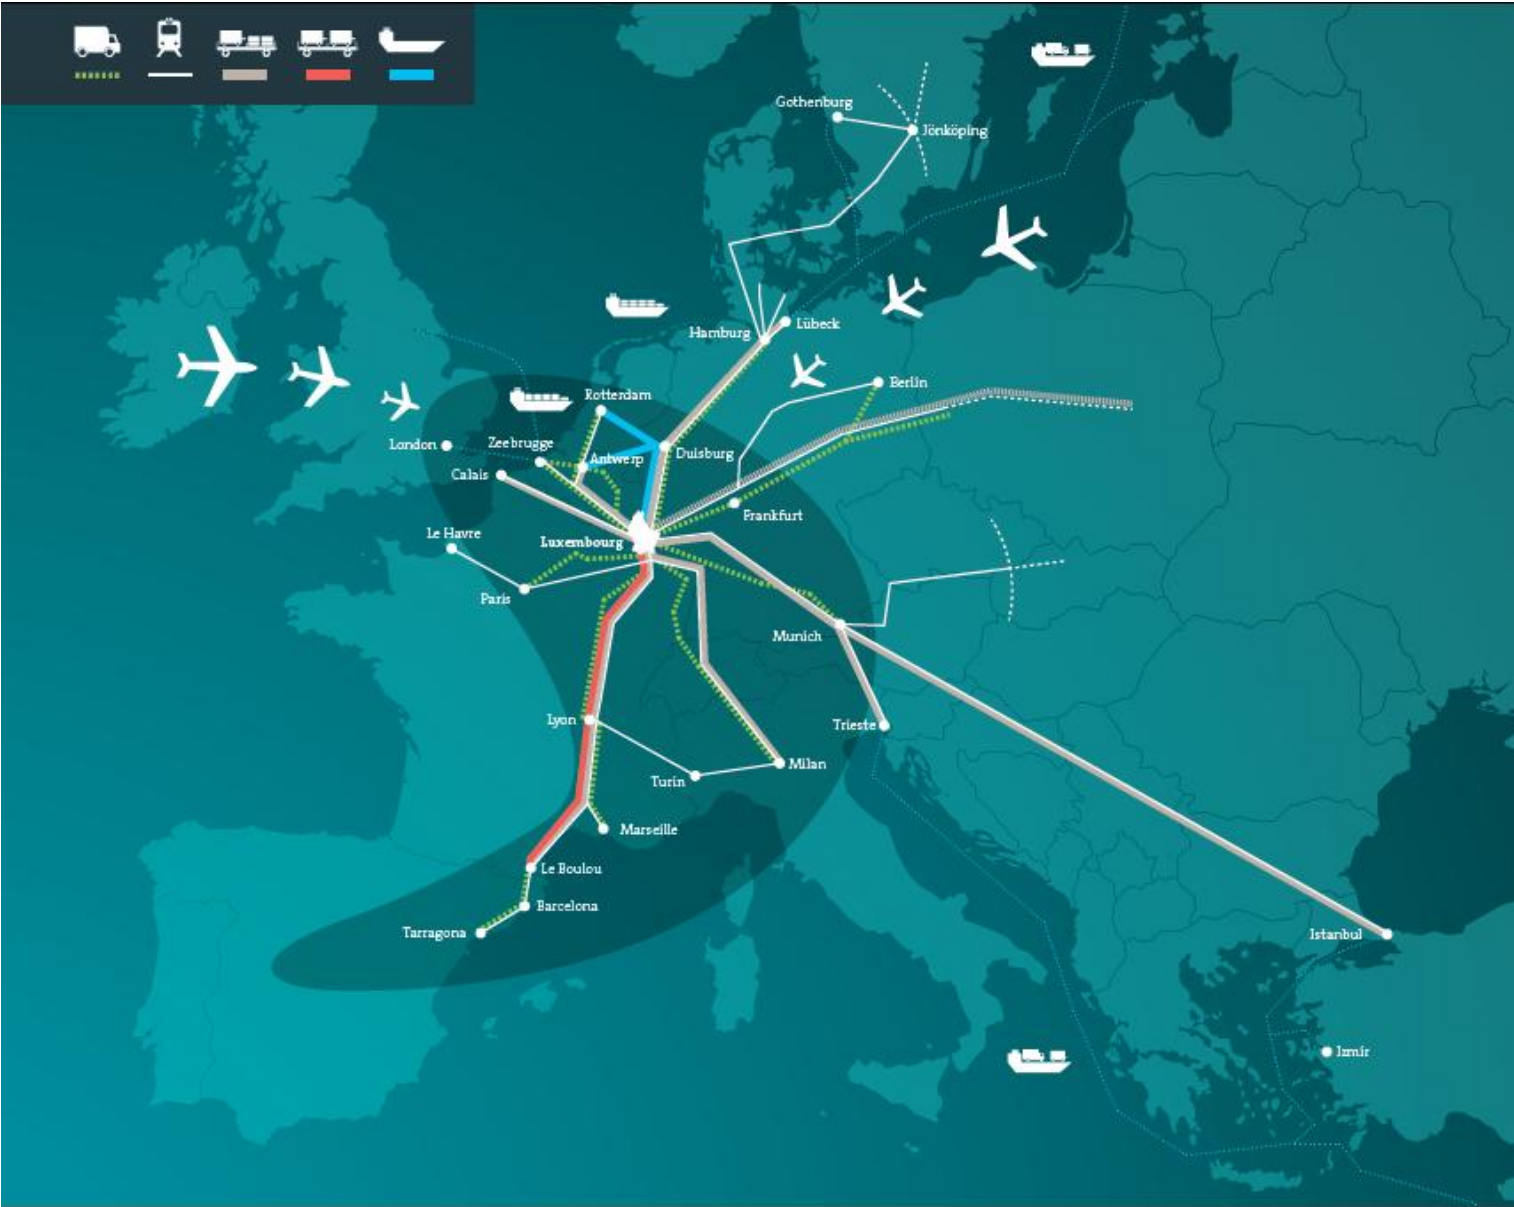 Gothenburg
Jönköping
Hamburg
Lübeck
Berlin
Rotterdam
London
Zeebrugge
Antwerp
Duisburg
Calais
Frankfurt
Le Havre
Luxembourg
Paris
Munich
Lyon
Trieste
Milan
Turin
Marseille
Le Boulou
Barcelona
Tarragona
Istanbul
Izmir